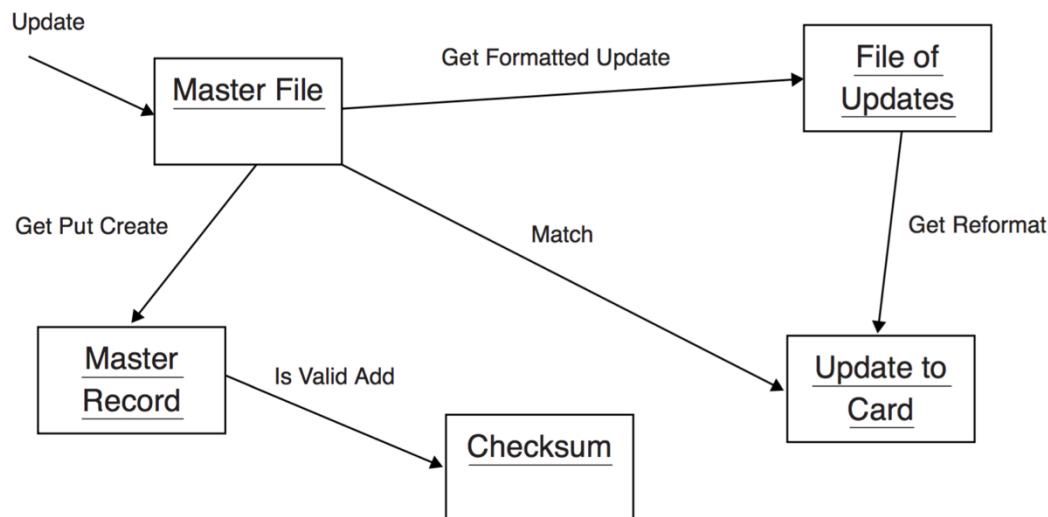 Update
Master File
Get Formatted Update
File of
Updates
Get Put Create
Match
Get Reformat
Master
Record
Is Valid Add
Update to
Card
Checksum